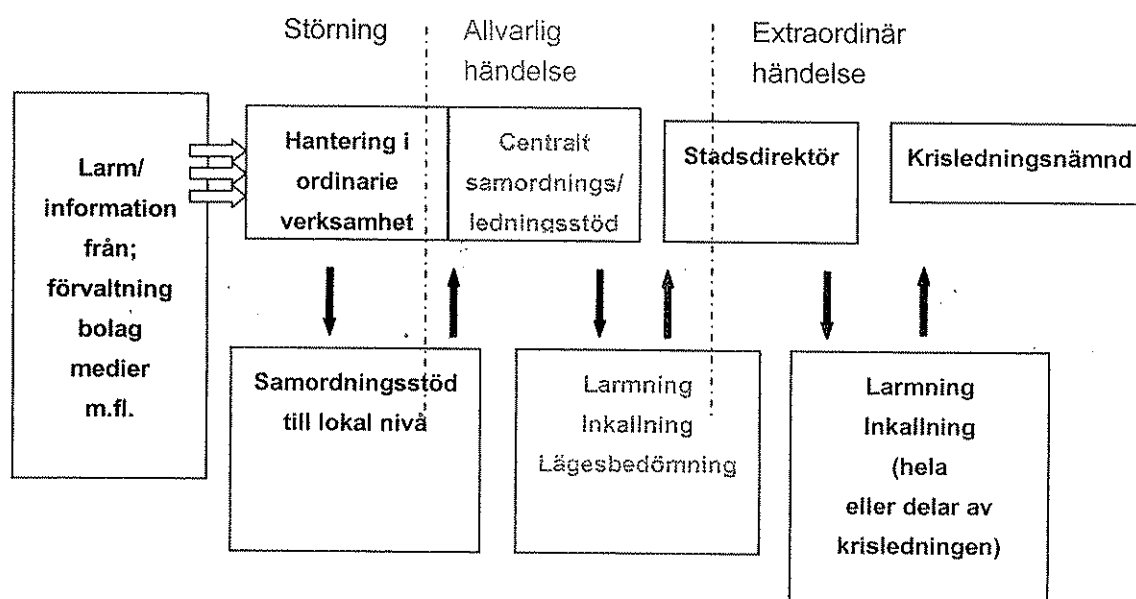 Störning
Allvarlig
händelse
Extraordinär
händelse
Larm/
information
från;
förvaltning
bolag
medier
m.fl.
Hantering i
ordinarie
verksamhet
Centralt
samordnings/
ledningsstöd
Stadsdirektör
Krisledningsnämnd
Samordningsstöd
till lokal nivå
Larmning
Inkallning
Lägesbedömning
Larmning
Inkallning
(hela
eller delar av
krisledningen)